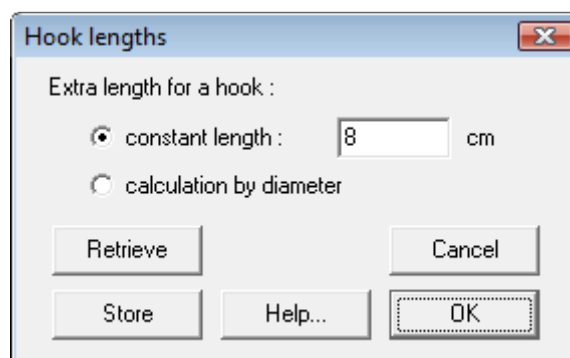 Hook lengths
Extra length for a hook :
constant length : 8 cm
calculation by diameter
Retrieve Cancel
Store Help... OK